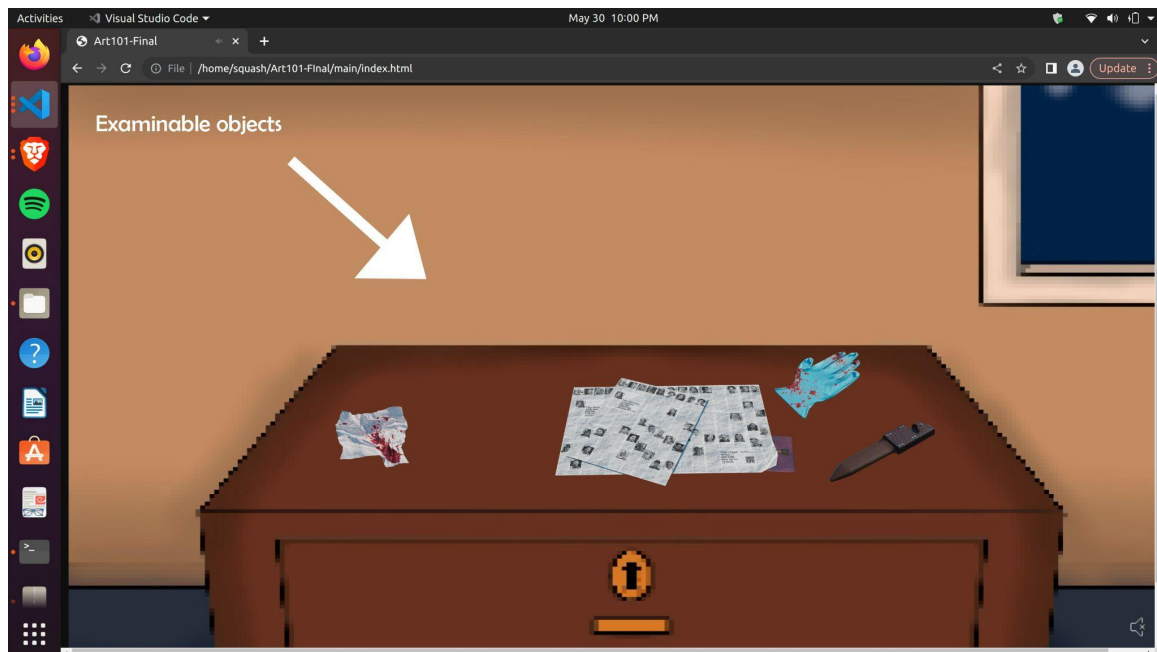 Activities
Visual Studio Code
May 30 10:00 PM
Art101-Final
File | /home/squash/Art101-FInal/main/index.html
Update
Examinable objects